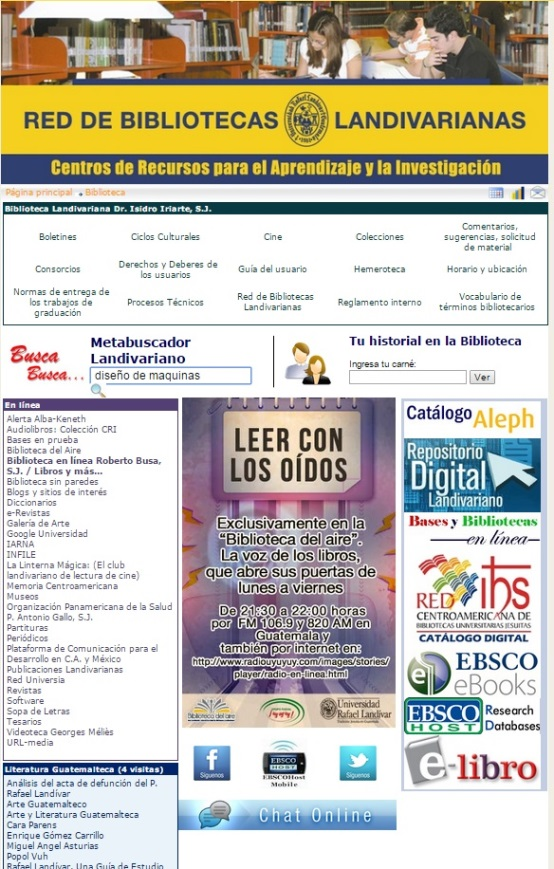 RED DE BIBLIOTECAS LANDIVARIANAS
Centros de Recursos para el Aprendizaje y la Investigación
Página principal Biblioteca
Biblioteca Landivariana Dr. Isidro Iriarte, S.J.
Boletines
Ciclos Culturales
Cine
Colecciones
Comentarios,
sugerencias, solicitud
de material
Consorcios
Derechos y Deberes de
los usuarios
Guía del usuario
Hemeroteca
Horario y ubicación
Normas de entrega de
los trabajos de
graduación
Procesos Técnicos
Red de Bibliotecas
Landivarianas
Reglamento interno
Vocabulario de
términos bibliotecarios
Busca
Busca...
Metabuscador
Landivariano
diseño de maquinas
Tu historial en la Biblioteca
Ingresa tu carné:
Ver
En línea
Alerta Alba-Keneth
Audiolibros: Colección CRI
Bases en prueba
Biblioteca del Aire
Biblioteca en línea Roberto Busa,
S.J. / Libros y más...
Biblioteca sin paredes
Blogs y sitios de interés
Diccionarios
e-Revistas
Galería de Arte
Google Universidad
IARNA
INFILE
La Linterna Mágica: (El club
landivariano de lectura de cine)
Memoria Centroamericana
Museos
Organización Panamericana de la Salud
P. Antonio Gallo, S.J.
Partituras
Periódicos
Plataforma de Comunicación para el
Desarrollo en C.A. y México
Publicaciones Landivarianas
Red Universia
Revistas
Software
Sopa de Letras
Tesarios
Videoteca Georges Méliès
URL-media
Literatura Guatemalteca (4 visitas)
Análisis del acta de defunción del P.
Rafael Landívar
Arte Guatemalteco
Arte y Literatura Guatemalteca
Cara Parens
Enrique Gómez Carrillo
Miguel Angel Asturias
Popol Vuh
Rafael Landívar, Una Guía de Estudio
LEER CON
LOS OÍDOS
Exclusivamente en la
"Biblioteca del aire".
La voz de los libros,
que abre sus puertas de
lunes a viernes
De 21:30 a 22:00 horas
por FM 106.9 y 820 AM en
Guatemala y
también por internet en:
http://www.radiouyuyuy.com/images/stories/
player/radio-en-linea.html
Biblioteca del aire
Universidad
Rafael Landívar
Síguenos
EBSCO
HOST
EBSCOHost
Mobile
Síguenos
Chat Online
Catálogo Aleph
Repositorio
Digital
Landivariano
Bases y Bibliotecas
en línea
RED ihs
CENTROAMERICANA DE
BIBLIOTECAS UNIVERSITARIAS JESUITAS
CATÁLOGO DIGITAL
EBSCO
eBooks
EBSCO
HOST
Research
Databases
e-libro